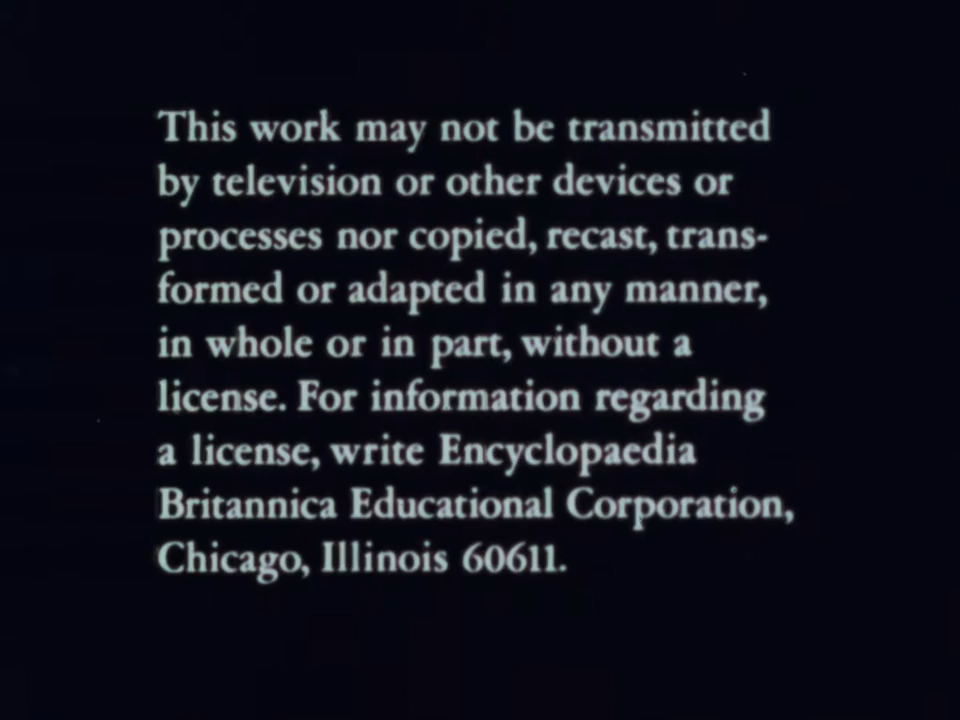 This work may not be transmitted
by television or other devices or
processes nor copied, recast, trans-
formed or adapted in any manner,
in whole or in part, without a
license. For information regarding
a license, write Encyclopaedia
Britannica Educational Corporation,
Chicago, Illinois 60611.